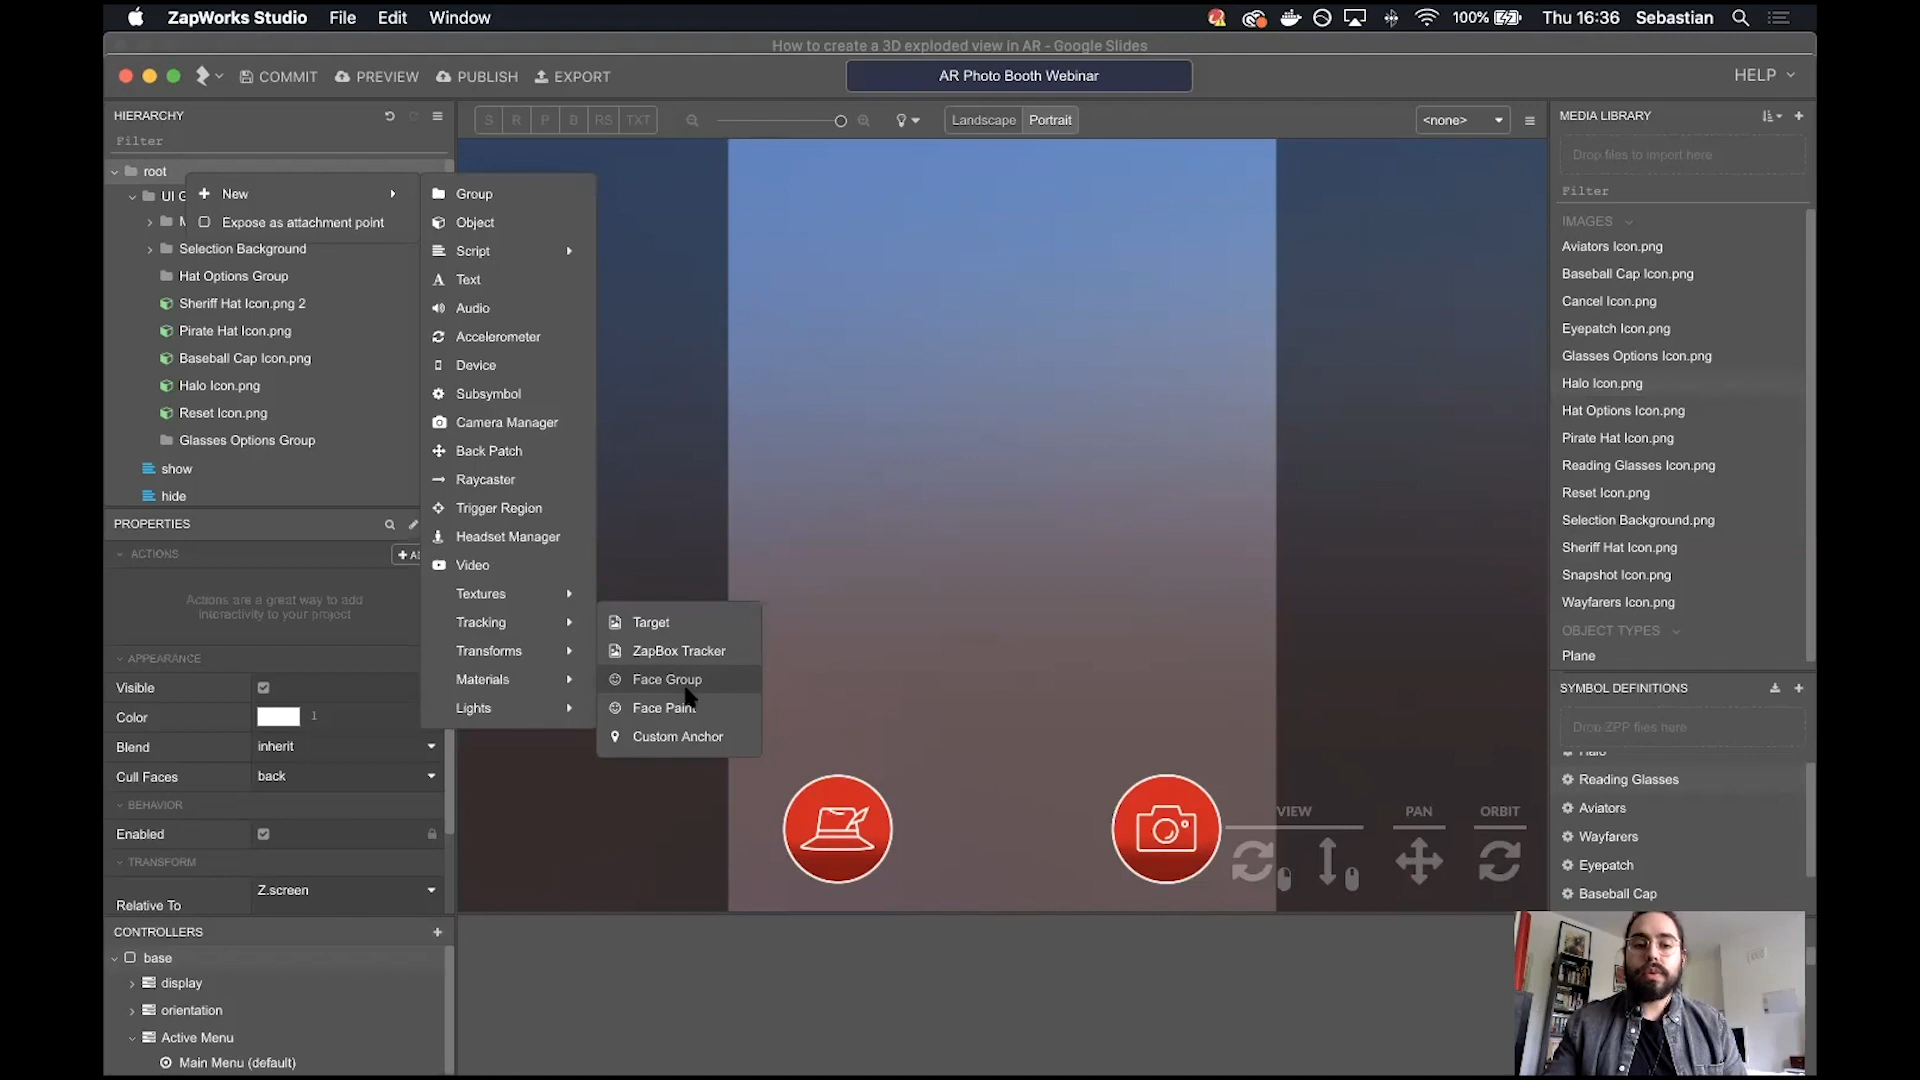 ZapWorks Studio File Edit Window
100% Thu 16:36 Sebastian
How to create a 3D exploded view in AR - Google Slides
COMMIT PREVIEW PUBLISH EXPORT
AR Photo Booth Webinar
HELP
HIERARCHY
Filter
S R P B RS TXT
Landscape Portrait
<none>
root
UI G
M
Selection Background
Hat Options Group
Sheriff Hat Icon.png 2
Pirate Hat Icon.png
Baseball Cap Icon.png
Halo Icon.png
Reset Icon.png
Glasses Options Group
show
hide
New
Expose as attachment point
Group
Object
Script
Text
Audio
Accelerometer
Device
Subsymbol
Camera Manager
Back Patch
Raycaster
Trigger Region
Headset Manager
Video
Textures
Tracking
Transforms
Materials
Lights
Target
ZapBox Tracker
Face Group
Face Paint
Custom Anchor
PROPERTIES
ACTIONS
Actions are a great way to add
interactivity to your project
APPEARANCE
Visible
Color 1
Blend inherit
Cull Faces back
BEHAVIOR
Enabled
TRANSFORM
Relative To Z.screen
CONTROLLERS
base
display
orientation
Active Menu
Main Menu (default)
VIEW PAN ORBIT
MEDIA LIBRARY
Drop files to import here
Filter
IMAGES
Aviators Icon.png
Baseball Cap Icon.png
Cancel Icon.png
Eyepatch Icon.png
Glasses Options Icon.png
Halo Icon.png
Hat Options Icon.png
Pirate Hat Icon.png
Reading Glasses Icon.png
Reset Icon.png
Selection Background.png
Sheriff Hat Icon.png
Snapshot Icon.png
Wayfarers Icon.png
OBJECT TYPES
Plane
SYMBOL DEFINITIONS
Drop ZPP files here
Halo
Reading Glasses
Aviators
Wayfarers
Eyepatch
Baseball Cap